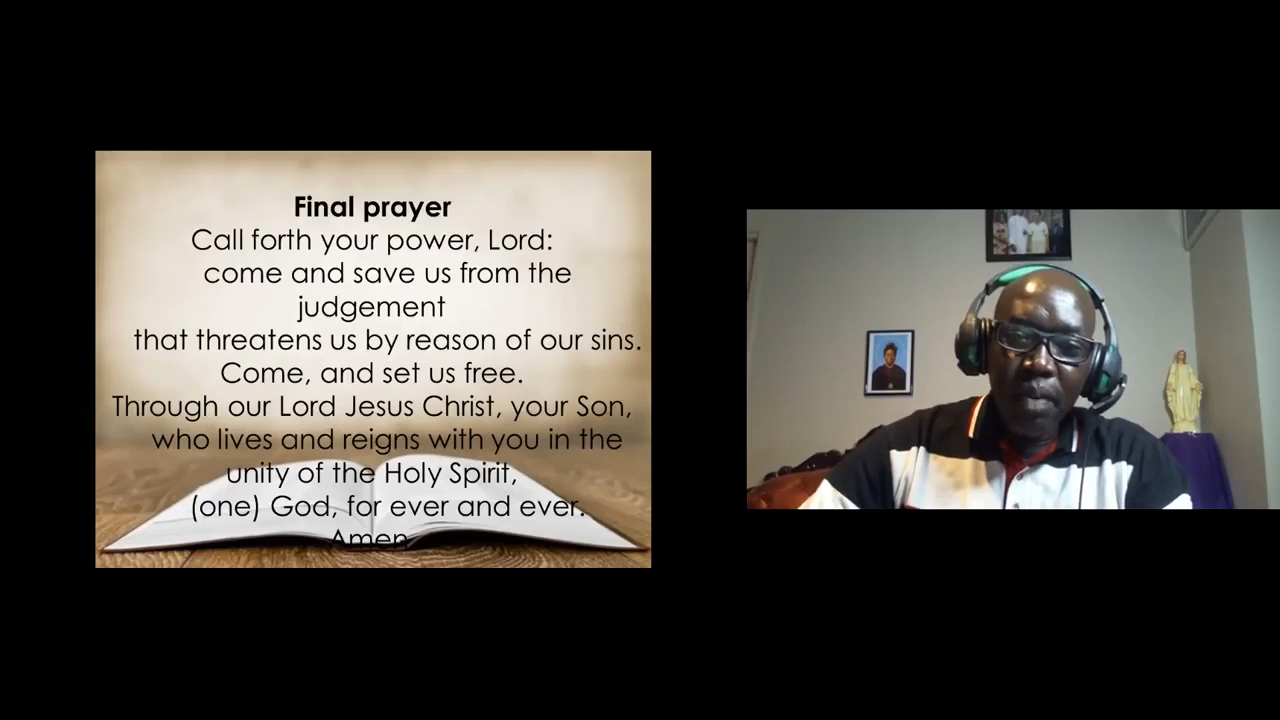 Final prayer
Call forth your power, Lord:
come and save us from the
judgement
that threatens us by reason of our sins.
Come, and set us free.
Through our Lord Jesus Christ, your Son,
who lives and reigns with you in the
unity of the Holy Spirit,
(one) God, for ever and ever.
Amen